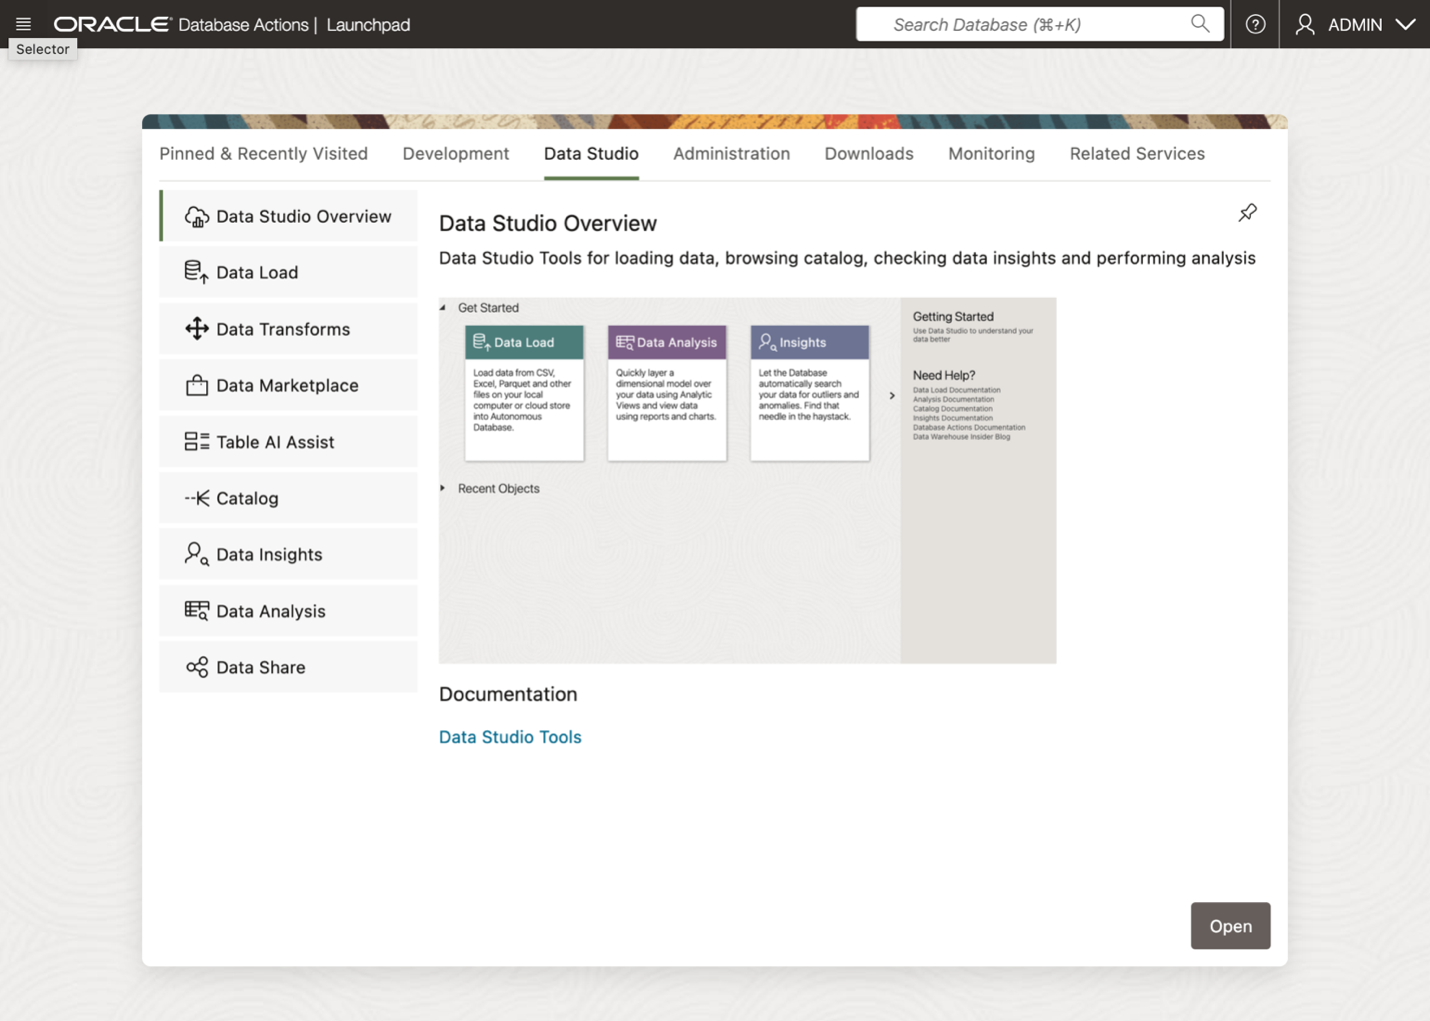 ORACLE Database Actions | Launchpad
Search Database (⌘+K)
ADMIN
Selector
Pinned & Recently Visited
Development
Data Studio
Administration
Downloads
Monitoring
Related Services
Data Studio Overview
Data Load
Data Transforms
Data Marketplace
Table AI Assist
Catalog
Data Insights
Data Analysis
Data Share
Data Studio Overview
Data Studio Tools for loading data, browsing catalog, checking data insights and performing analysis
Get Started
Data Load
Load data from CSV,
Excel, Parquet and other
files on your local
computer or cloud store
into Autonomous
Database.
Data Analysis
Quickly layer a
dimensional model over
your data using Analytic
Views and view data
using reports and charts.
Insights
Let the Database
automatically search
your data for outliers and
anomalies. Find that
needle in the haystack.
Recent Objects
Getting Started
Use Data Studio to understand your
data better
Need Help?
Data Load Documentation
Analysis Documentation
Catalog Documentation
Insights Documentation
Database Actions Documentation
Data Warehouse Insider Blog
Documentation
Data Studio Tools
Open